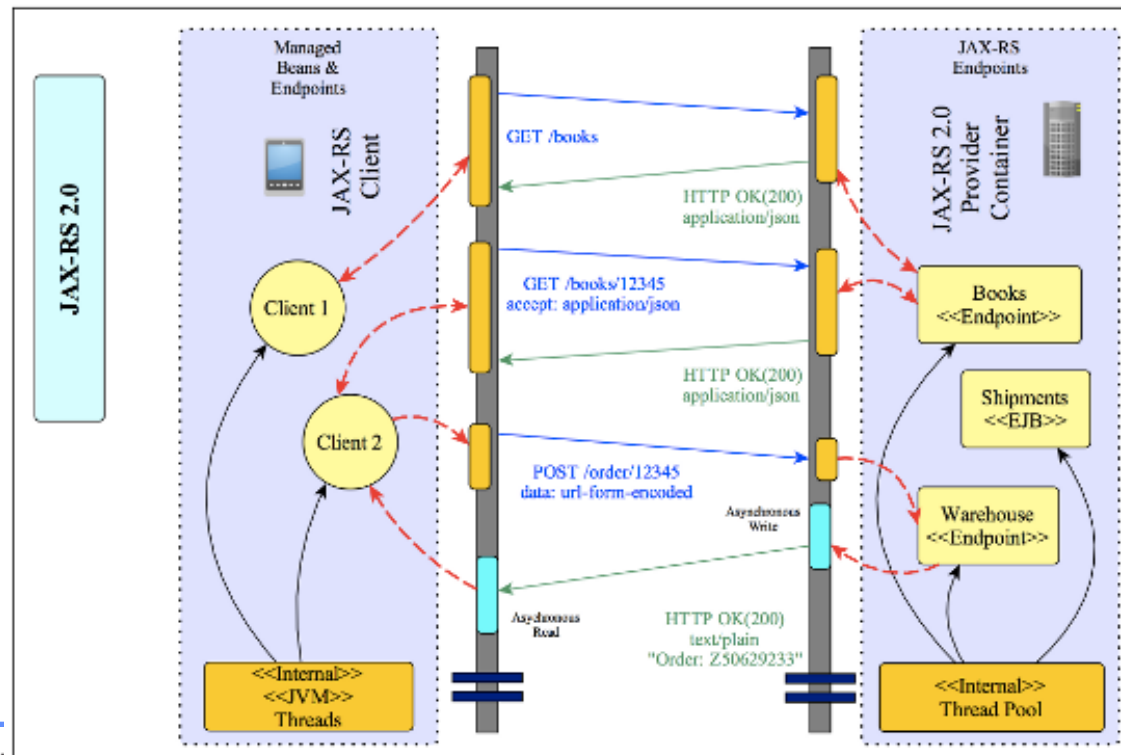 JAX-RS 2.0
Managed
Beans &
Endpoints
JAX-RS
Client
Client 1
Client 2
<<Internal>>
<<JVM>>
Threads
GET /books
HTTP OK(200)
application/json
GET /books/12345
accept: application/json
HTTP OK(200)
application/json
POST /order/12345
data: url-form-encoded
Asynchronous
Write
Asychronous
Read
HTTP OK(200)
text/plain
"Order: Z50629233"
JAX-RS
Endpoints
JAX-RS 2.0
Provider
Container
Books
<<Endpoint>>
Shipments
<<EJB>>
Warehouse
<<Endpoint>>
<<Internal>>
Thread Pool